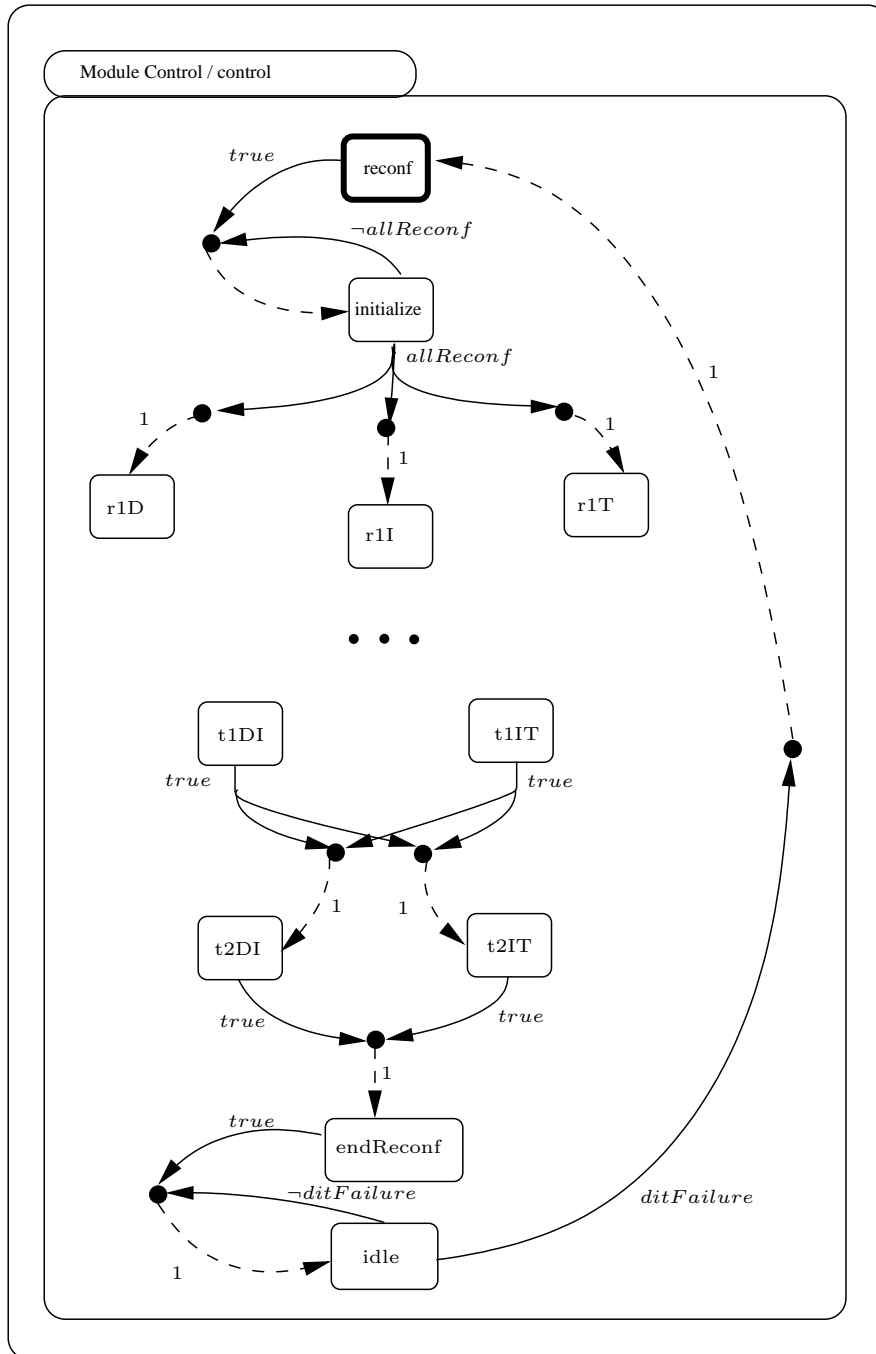 Module Control / control
true
reconf
¬allReconf
initialize
allReconf
1
1
1
1
r1D
r1I
r1T
t1DI
t1IT
true
true
1
1
t2DI
t2IT
true
true
1
true
endReconf
¬ditFailure
ditFailure
idle
1